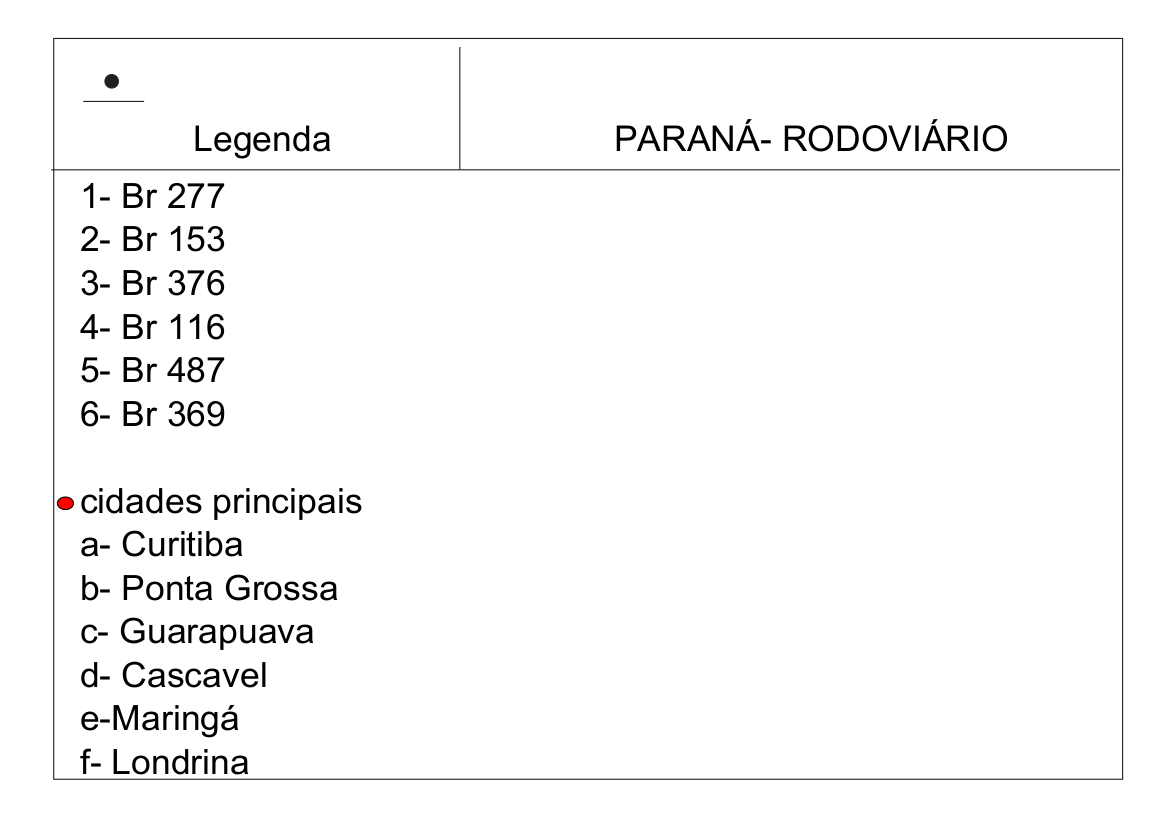 Legenda
PARANÁ- RODOVIÁRIO
1- Br 277
2- Br 153
3- Br 376
4- Br 116
5- Br 487
6- Br 369
cidades principais
a- Curitiba
b- Ponta Grossa
c- Guarapuava
d- Cascavel
e-Maringá
f- Londrina